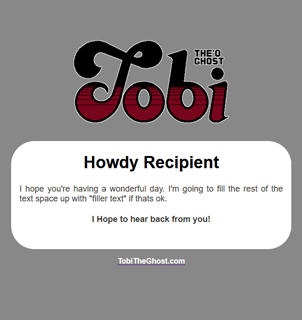 Tobi
THE'O
GHOST
Howdy Recipient
I hope you're having a wonderful day. I'm going to fill the rest of the
text space up with "filler text" if thats ok.
I Hope to hear back from you!
TobiTheGhost.com